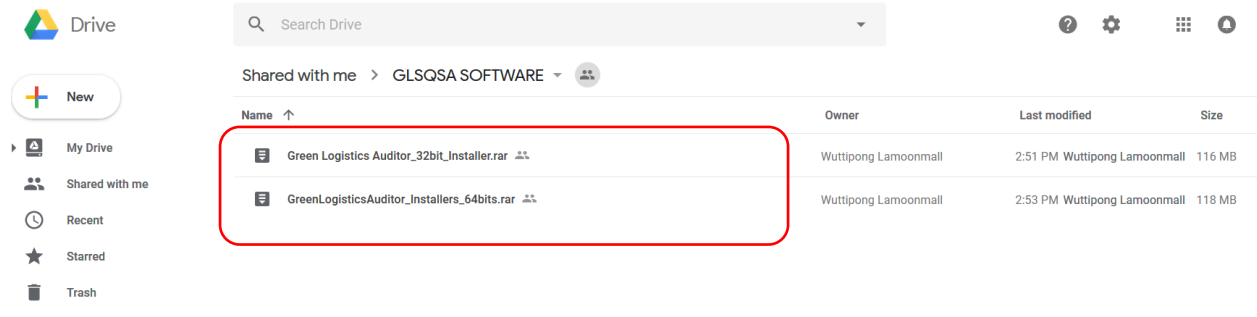 Drive
Search Drive
Shared with me > GLSQSA SOFTWARE
New
Name Owner Last modified Size
My Drive
Green Logistics Auditor_32bit_Installer.rar Wuttipong Lamoonmall 2:51 PM Wuttipong Lamoonmall 116 MB
Shared with me
GreenLogisticsAuditor_Installers_64bits.rar Wuttipong Lamoonmall 2:53 PM Wuttipong Lamoonmall 118 MB
Recent
Starred
Trash